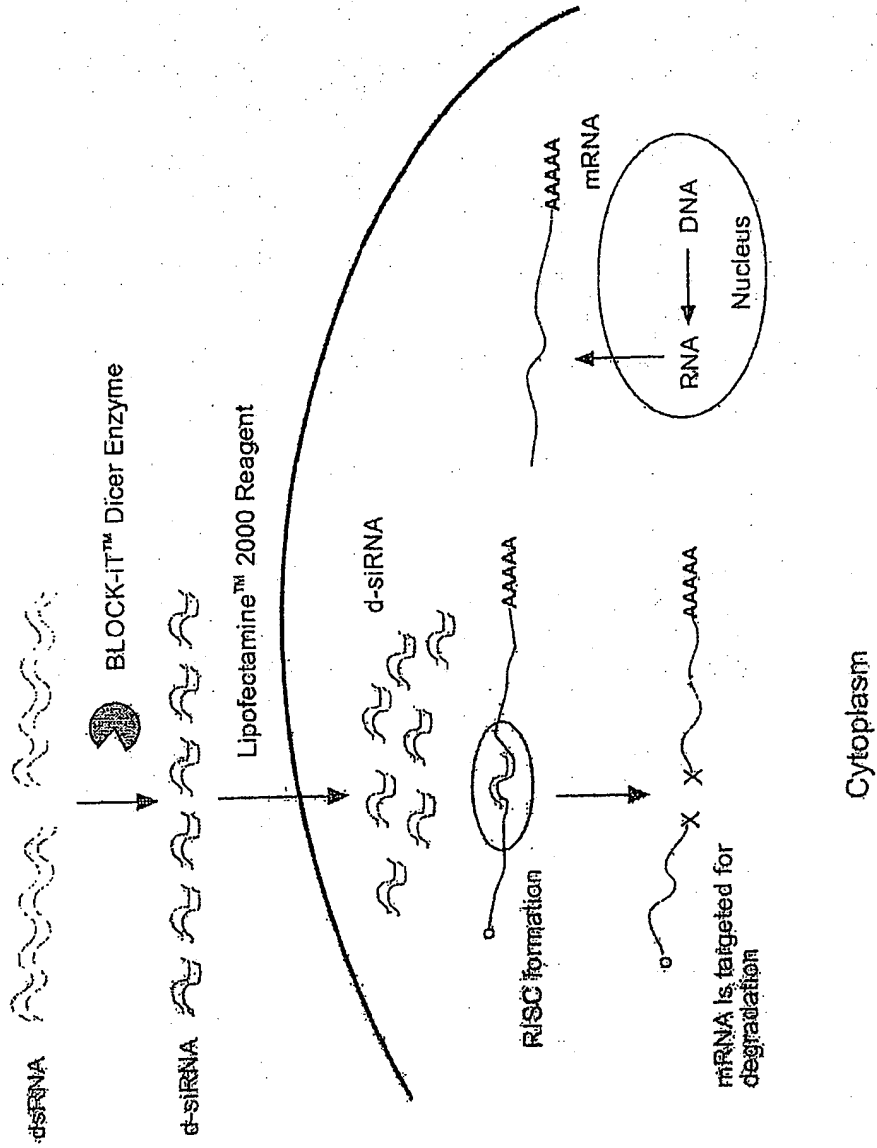 dsRNA
BLOCK-iT™ Dicer Enzyme
d-siRNA
Lipofectamine™ 2000 Reagent
d-siRNA
RISC formation
AAAAA
AAAAA
mRNA
RNA
DNA
Nucleus
mRNA is targeted for
degradation
X X
AAAAA
Cytoplasm